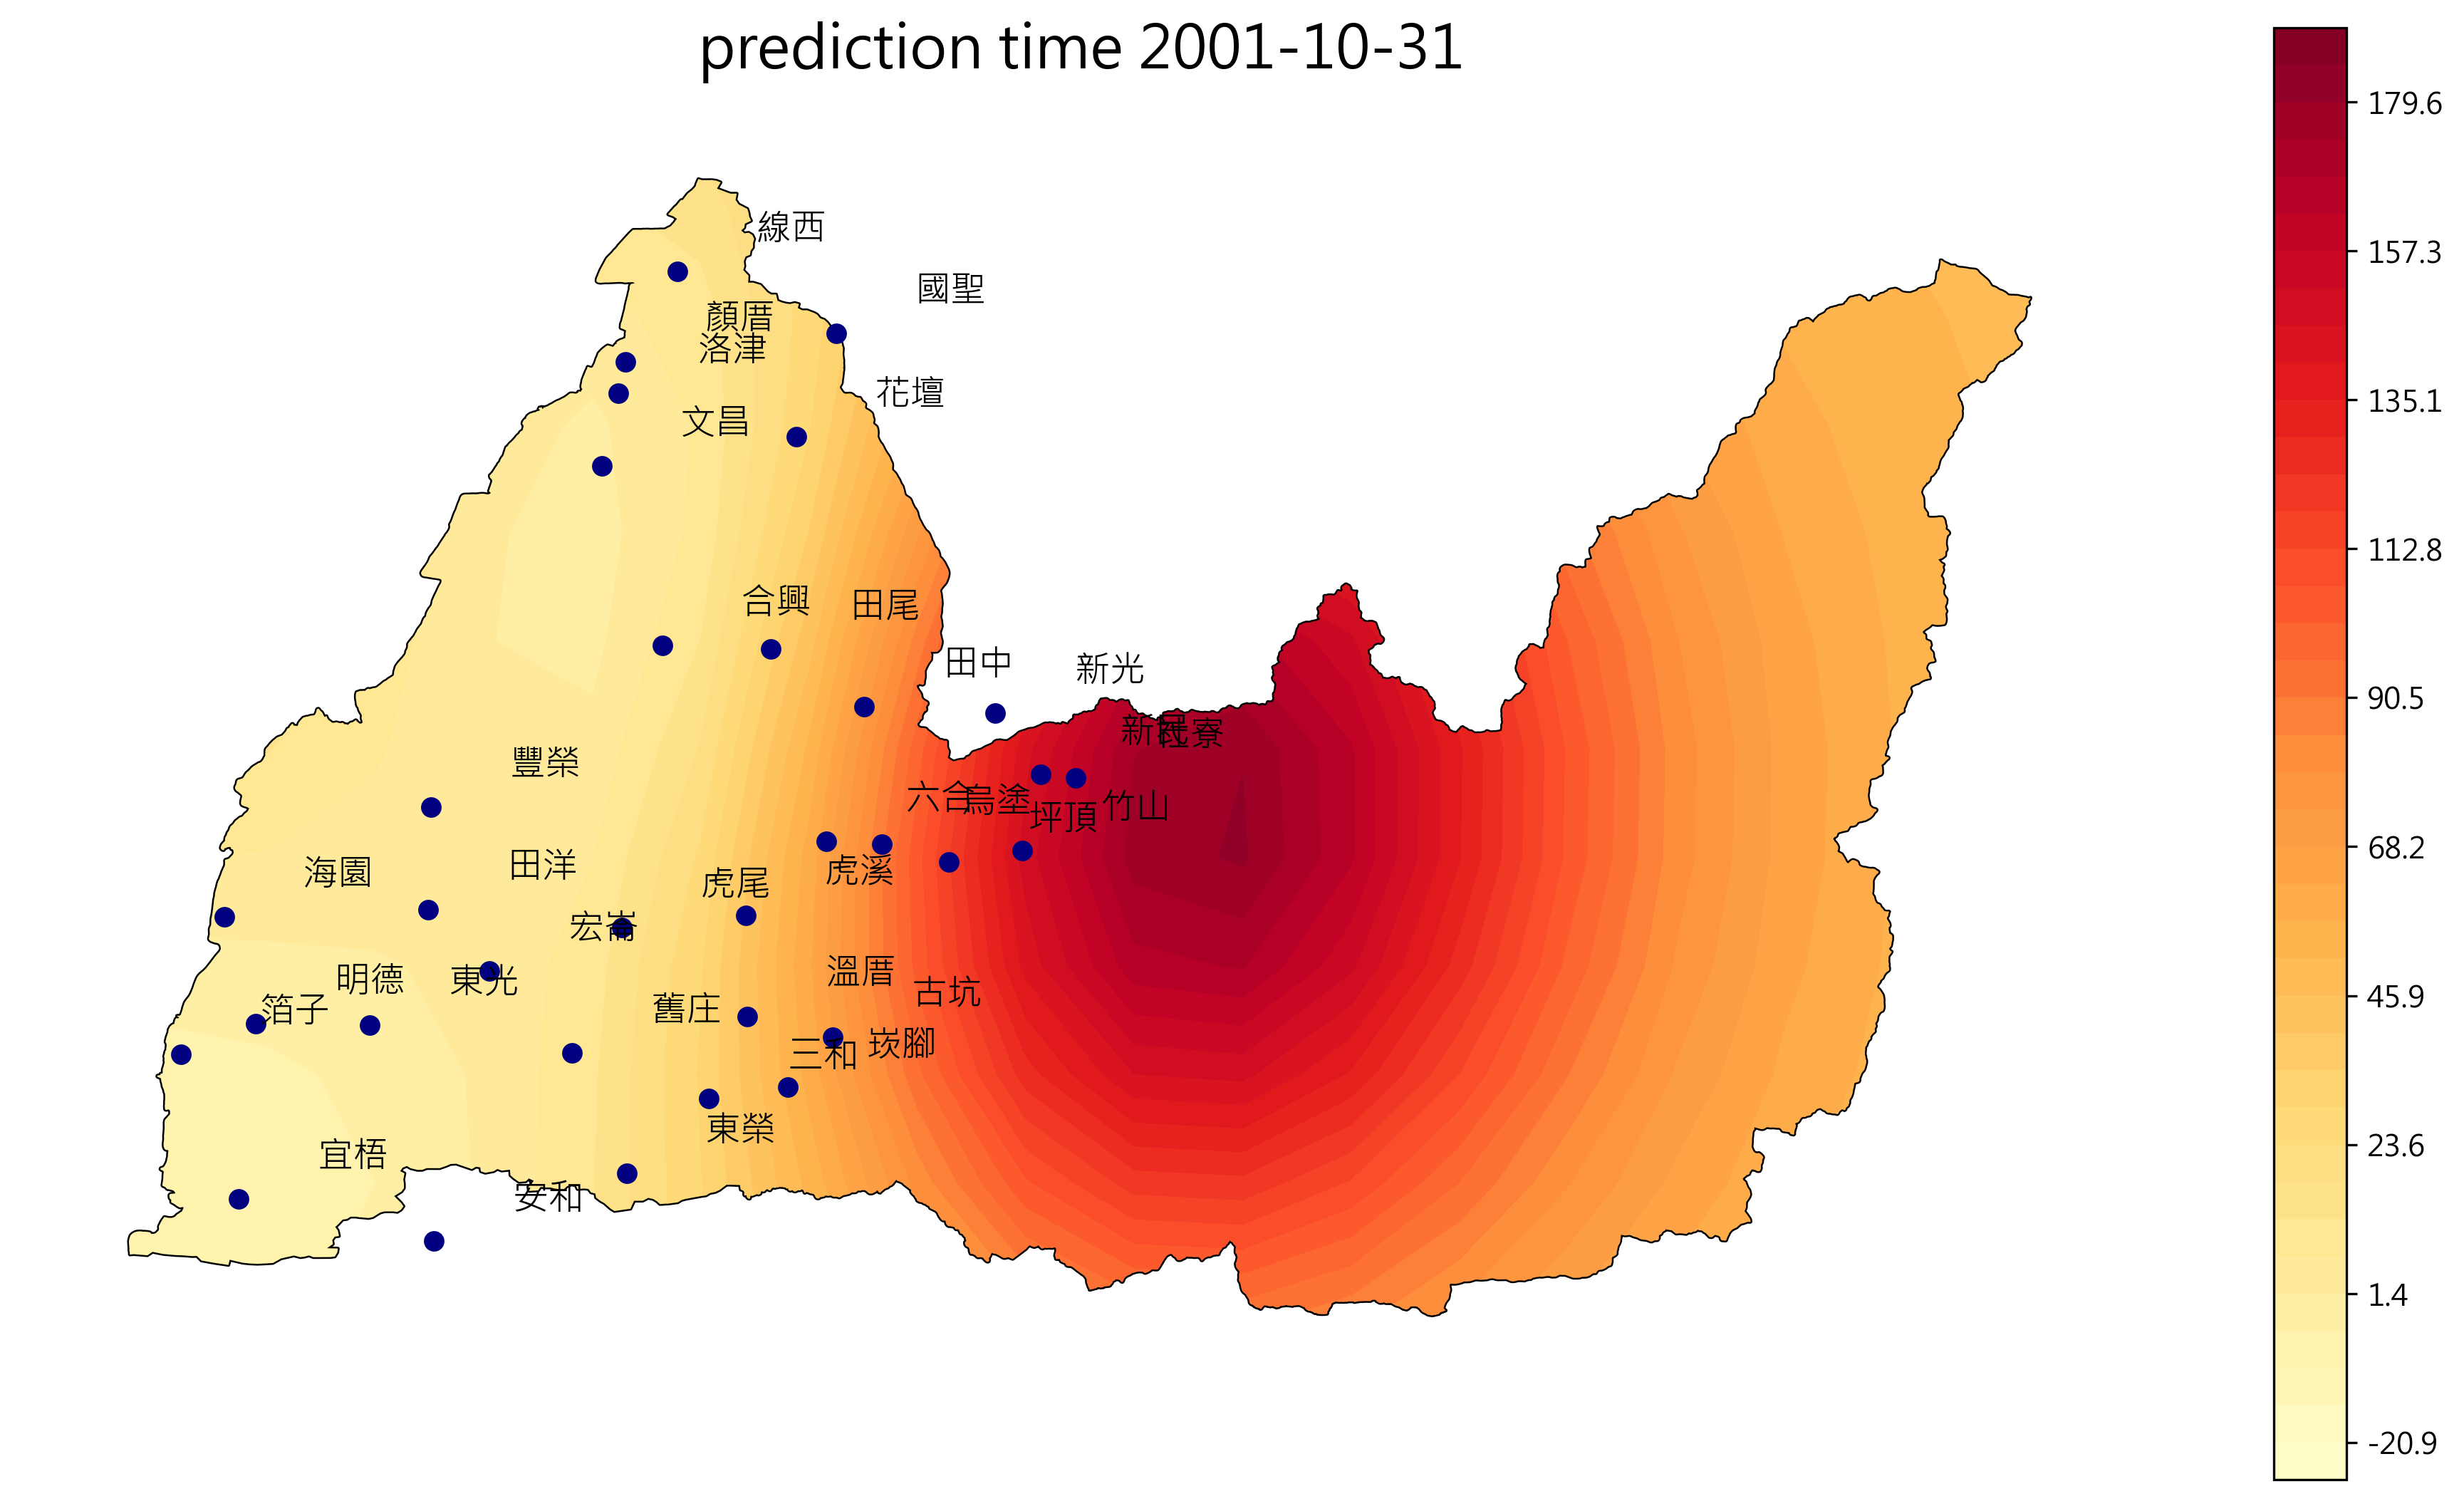 prediction time 2001-10-31
線西
國聖
顏厝
洛津
花壇
文昌
合興
田尾
田中
新光
新民
社寮
豐榮
六合
烏塗
坪頂
竹山
海園
田洋
虎尾
虎溪
宏崙
明德
東光
溫厝
古坑
箔子
舊庄
三和
崁腳
東榮
宜梧
安和
179.6
157.3
135.1
112.8
90.5
68.2
45.9
23.6
1.4
-20.9